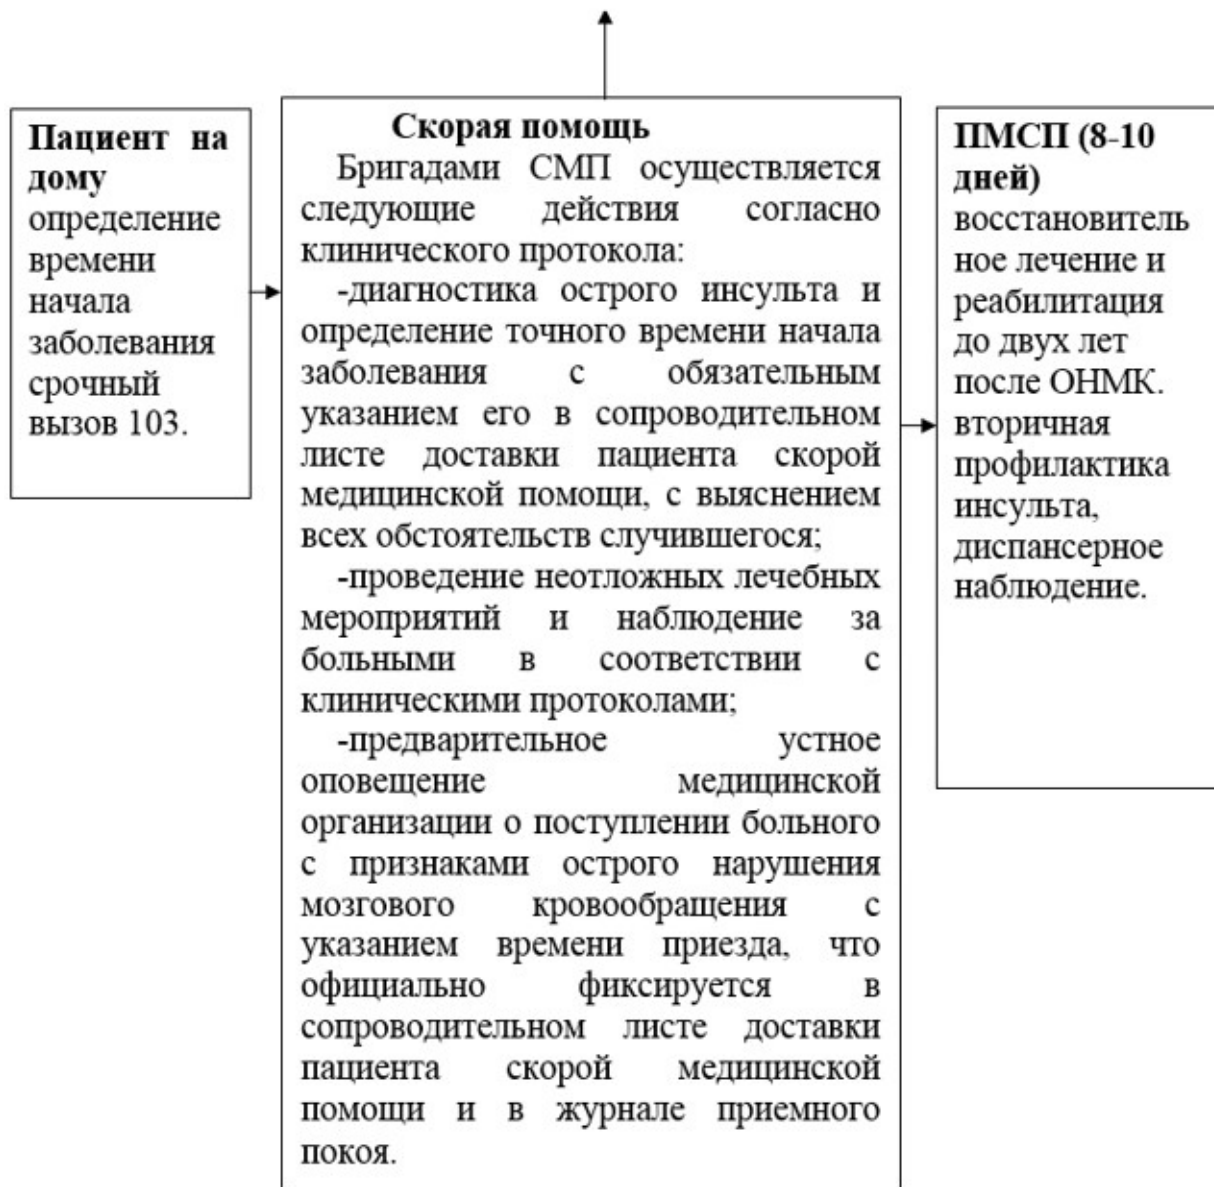 Пациент на
дому
определение
времени
начала
заболевания
срочный
вызов 103.
Скорая помощь
Бригадами СМП осуществляется
следующие действия согласно
клинического протокола:
-диагностика острого инсульта и
определение точного времени начала
заболевания с обязательным
указанием его в сопроводительном
листе доставки пациента скорой
медицинской помощи, с выяснением
всех обстоятельств случившегося;
-проведение неотложных лечебных
мероприятий и наблюдение за
больными в соответствии с
клиническими протоколами;
-предварительное устное
оповещение медицинской
организации о поступлении больного
с признаками острого нарушения
мозгового кровообращения с
указанием времени приезда, что
официально фиксируется в
сопроводительном листе доставки
пациента скорой медицинской
помощи и в журнале приемного
покоя.
ПМСП (8-10
дней)
восстановитель
ное лечение и
реабилитация
до двух лет
после ОНМК.
вторичная
профилактика
инсульта,
диспансерное
наблюдение.